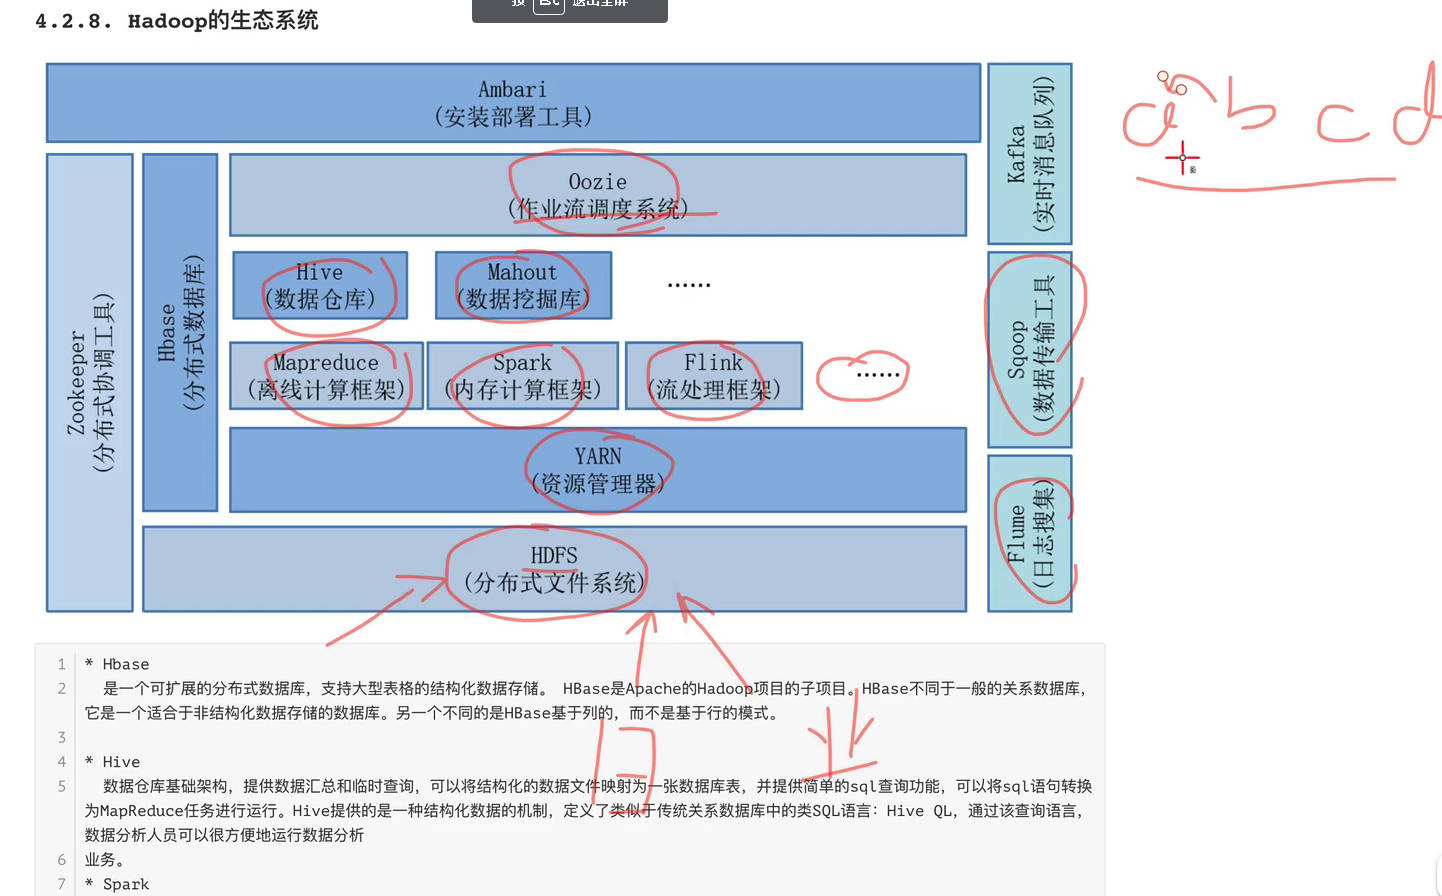 4.2.8. Hadoop的生态系统
按 Esc 退出全屏
Ambari
(安装部署工具)
Kafka
(实时消息队列)
a b c d
Zookeeper
(分布式协调工具)
Hbase
(分布式数据库)
Oozie
(作业流调度系统)
Hive
(数据仓库)
Mahout
(数据挖掘库)
……
Sqoop
(数据传输工具)
Mapreduce
(离线计算框架)
Spark
(内存计算框架)
Flink
(流处理框架)
……
YARN
(资源管理器)
Flume
(日志搜集)
HDFS
(分布式文件系统)
1 * Hbase
2 是一个可扩展的分布式数据库，支持大型表格的结构化数据存储。 HBase是Apache的Hadoop项目的子项目。HBase不同于一般的关系数据库，
它是一个适合于非结构化数据存储的数据库。另一个不同的是HBase基于列的，而不是基于行的模式。
3
4 * Hive
5 数据仓库基础架构，提供数据汇总和临时查询，可以将结构化的数据文件映射为一张数据库表，并提供简单的sql查询功能，可以将sql语句转换
为MapReduce任务进行运行。Hive提供的是一种结构化数据的机制，定义了类似于传统关系数据库中的类SQL语言：Hive QL，通过该查询语言，
数据分析人员可以很方便地运行数据分析
6 业务。
7 * Spark